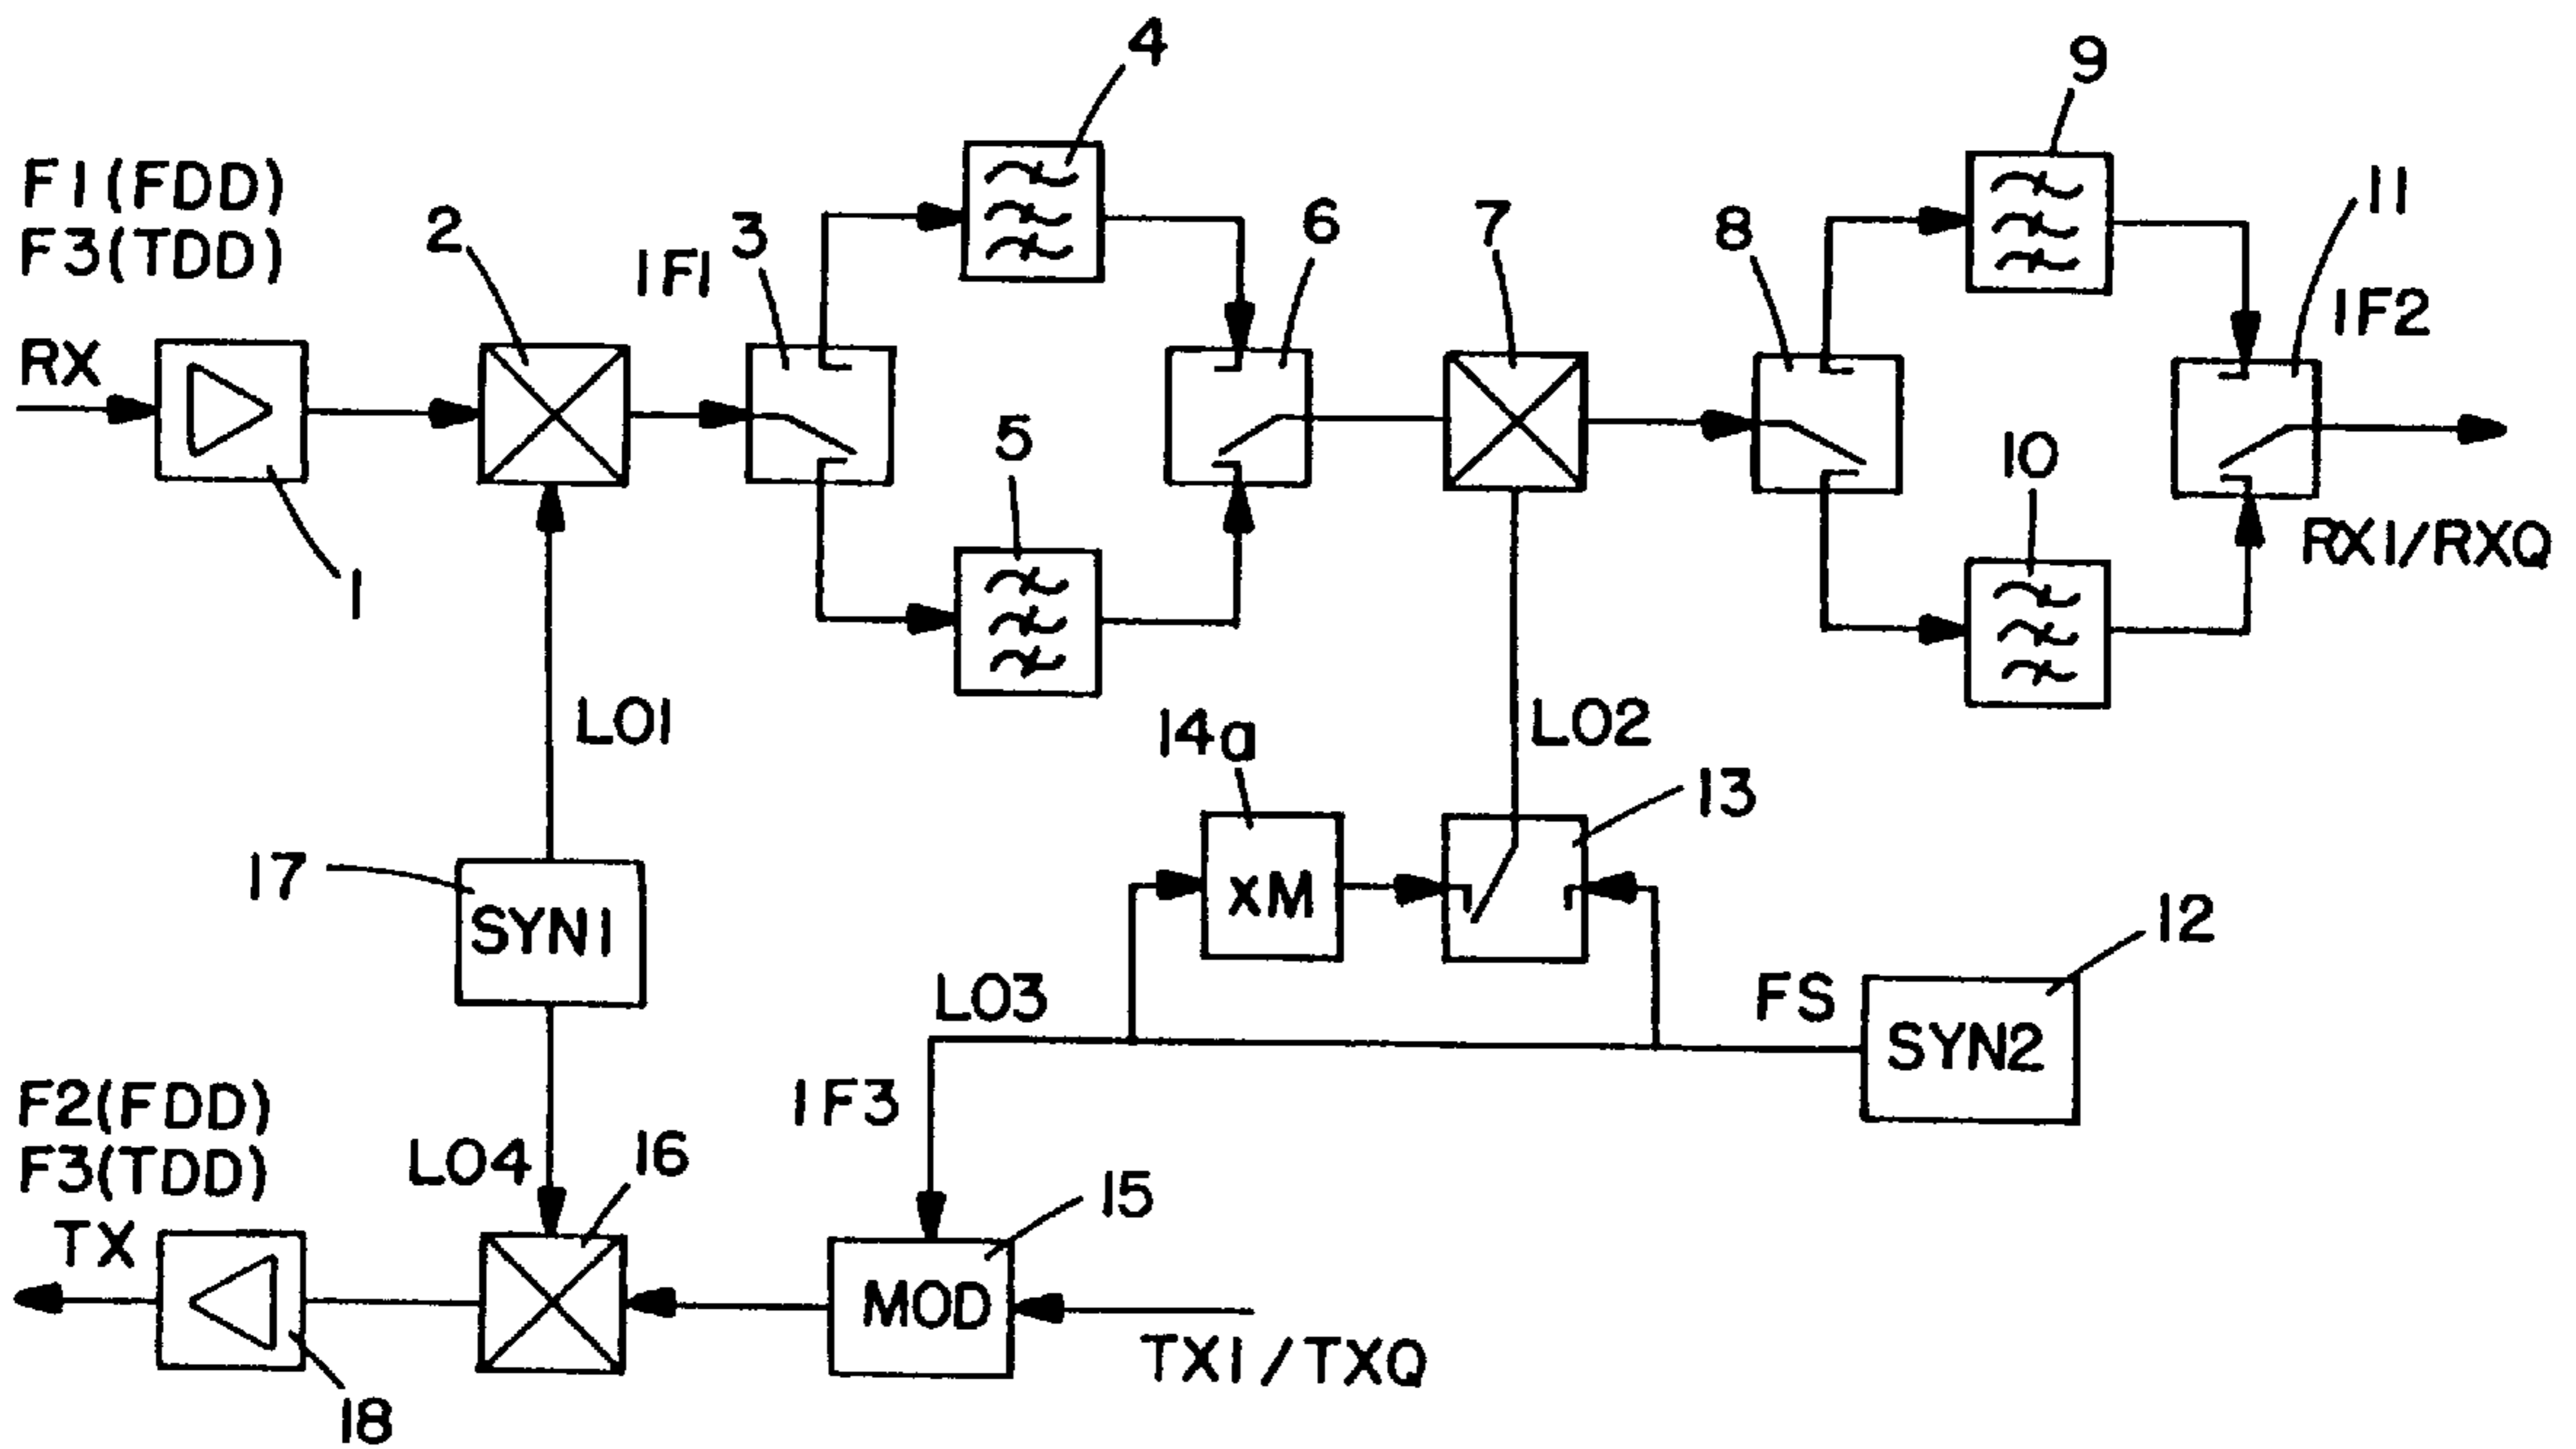 4
9
F1(FDD)
F3(TDD)
2
IF1
3
6
7
8
11
IF2
RX
5
10
1
RXI/RXQ
LO1
14a
LO2
13
17
SYN1
xM
12
LO3
FS
SYN2
F2(FDD)
F3(TDD)
IF3
LO4
16
15
TX
MOD
TXI/TXQ
18